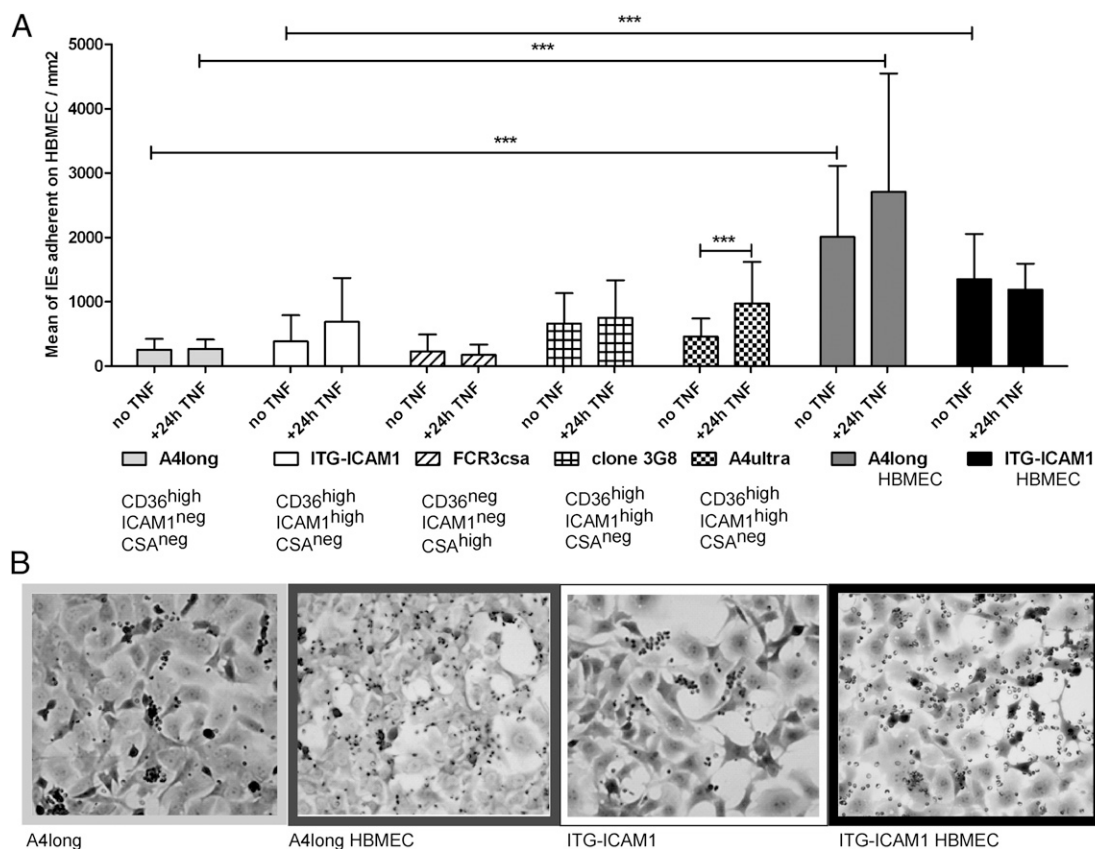 A
***
***
***
***
Mean of IEs adherent on HBMEC / mm2
5000
4000
3000
2000
1000
0
no TNF +24h TNF no TNF +24h TNF no TNF +24h TNF no TNF +24h TNF no TNF +24h TNF no TNF +24h TNF no TNF +24h TNF
A4long ITG-ICAM1 FCR3csa clone 3G8 A4ultra A4long ITG-ICAM1
HBMEC HBMEC
CD36high CD36high CD36neg CD36high CD36high
ICAM1neg ICAM1high ICAM1neg ICAM1high ICAM1high
CSAneg CSAneg CSAhigh CSAneg CSAneg
B
A4long A4long HBMEC ITG-ICAM1 ITG-ICAM1 HBMEC